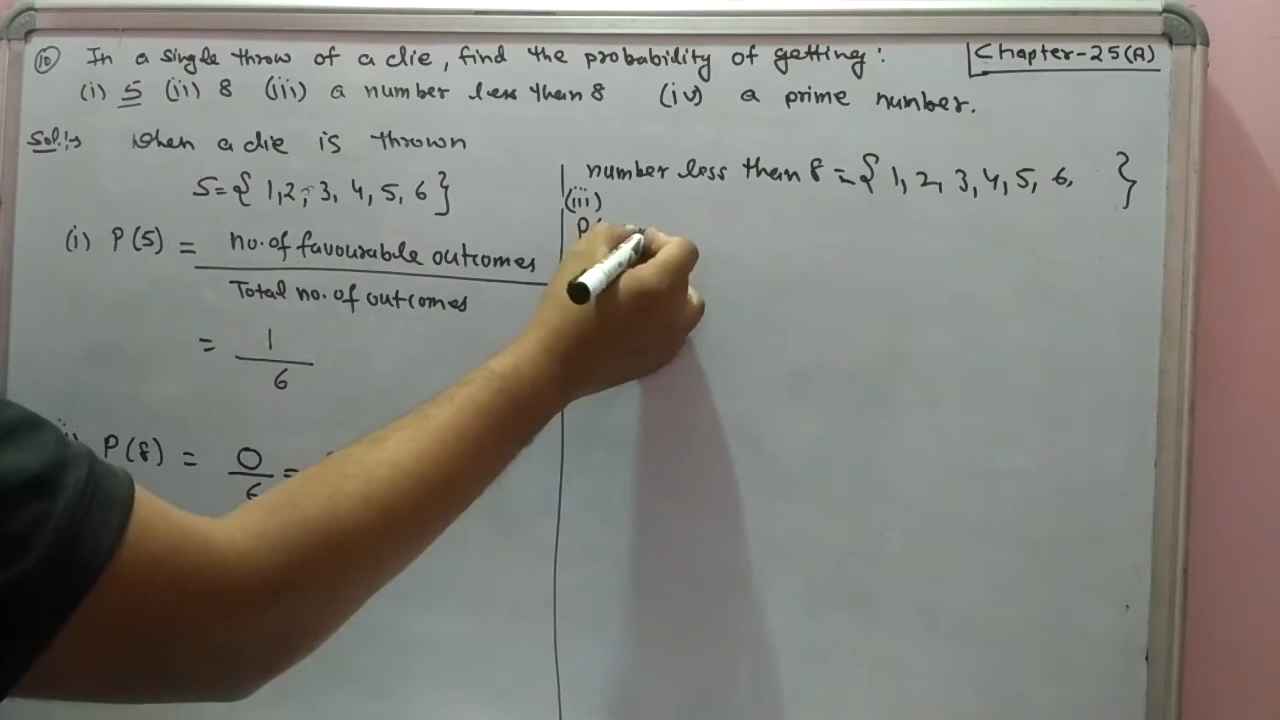 10 In a single throw of a die, find the probability of getting: Chapter-25(A)
(i) 5 (ii) 8 (iii) a number less than 8 (iv) a prime number.
Sol:- When a die is thrown
S={ 1,2, 3, 4, 5, 6 }
(i) P(5) = no. of favourable outcomes
Total no. of outcomes
= 1
6
P(8) = 0 =
6
number less than 8 = { 1, 2, 3, 4, 5, 6, }
(iii)
P(